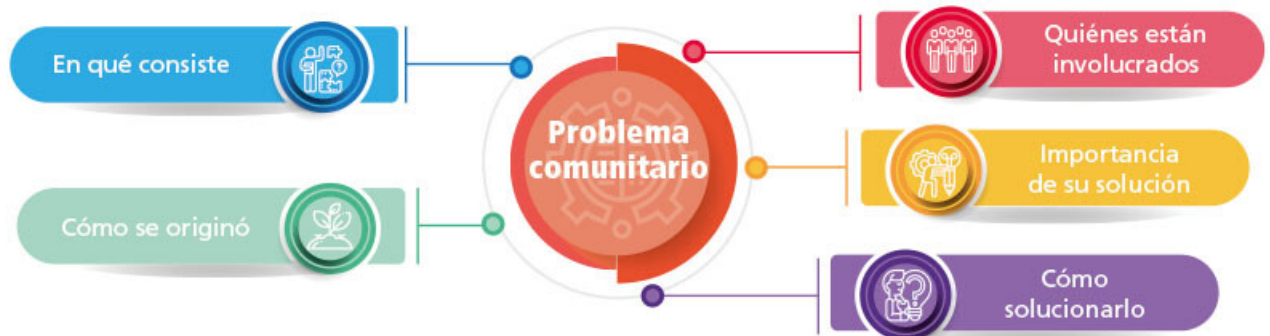 En qué consiste
Cómo se originó
Problema
comunitario
Quiénes están
involucrados
Importancia
de su solución
Cómo
solucionarlo